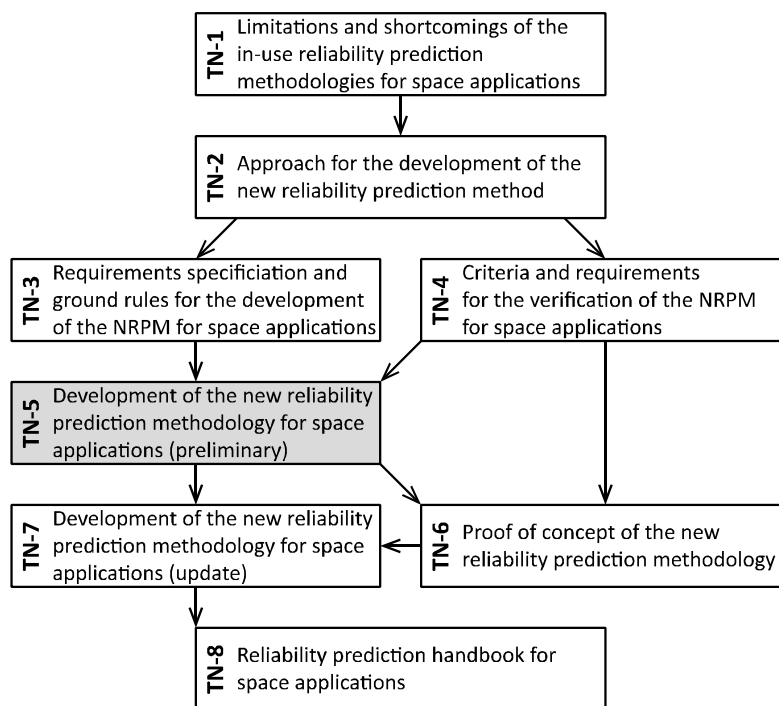 TN-1
Limitations and shortcomings of the
in-use reliability prediction
methodologies for space applications
TN-2
Approach for the development of the
new reliability prediction method
TN-3
Requirements specificiation and
ground rules for the development
of the NRPM for space applications
TN-4
Criteria and requirements
for the verification of the NRPM
for space applications
TN-5
Development of the new reliability
prediction methodology for space
applications (preliminary)
TN-7
Development of the new reliability
prediction methodology for space
applications (update)
TN-6
Proof of concept of the new
reliability prediction methodology
TN-8
Reliability prediction handbook for
space applications